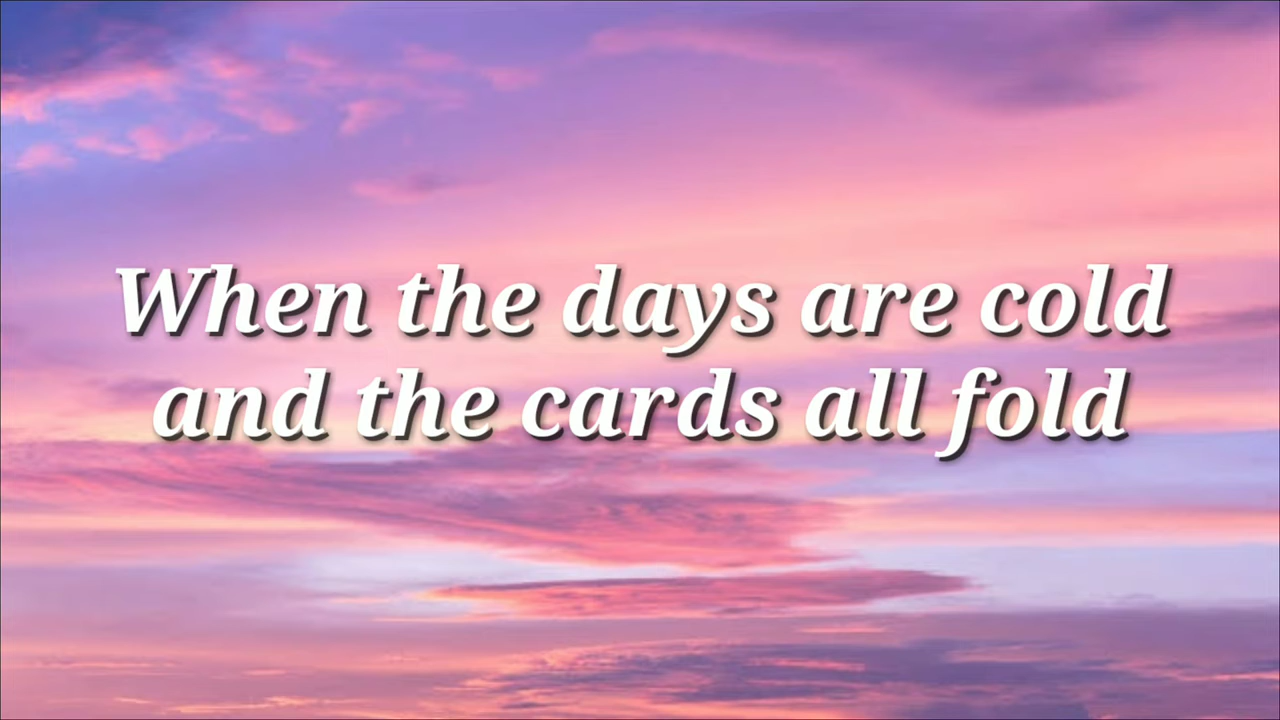 When the days are cold
and the cards all fold